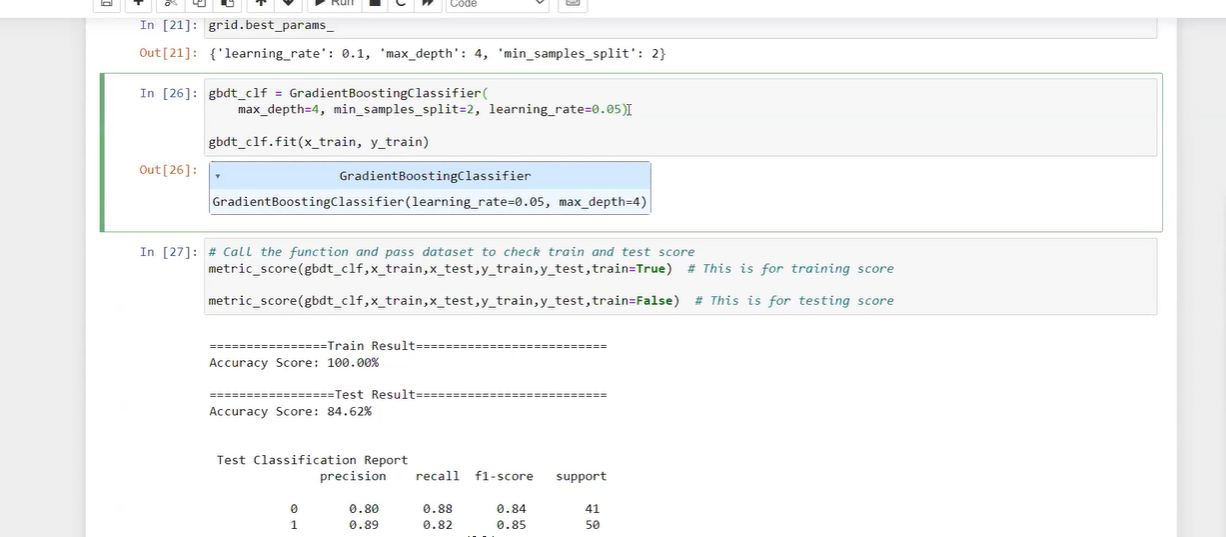 Run
Code
In [21]: grid.best_params_
Out[21]: {'learning_rate': 0.1, 'max_depth': 4, 'min_samples_split': 2}
In [26]: gbdt_clf = GradientBoostingClassifier(
max_depth=4, min_samples_split=2, learning_rate=0.05)
gbdt_clf.fit(x_train, y_train)
Out[26]: GradientBoostingClassifier
GradientBoostingClassifier(learning_rate=0.05, max_depth=4)
In [27]: # Call the function and pass dataset to check train and test score
metric_score(gbdt_clf,x_train,x_test,y_train,y_test,train=True) # This is for training score
metric_score(gbdt_clf,x_train,x_test,y_train,y_test,train=False) # This is for testing score
================Train Result==========================
Accuracy Score: 100.00%
=================Test Result==========================
Accuracy Score: 84.62%
Test Classification Report
precision recall f1-score support
0 0.80 0.88 0.84 41
1 0.89 0.82 0.85 50